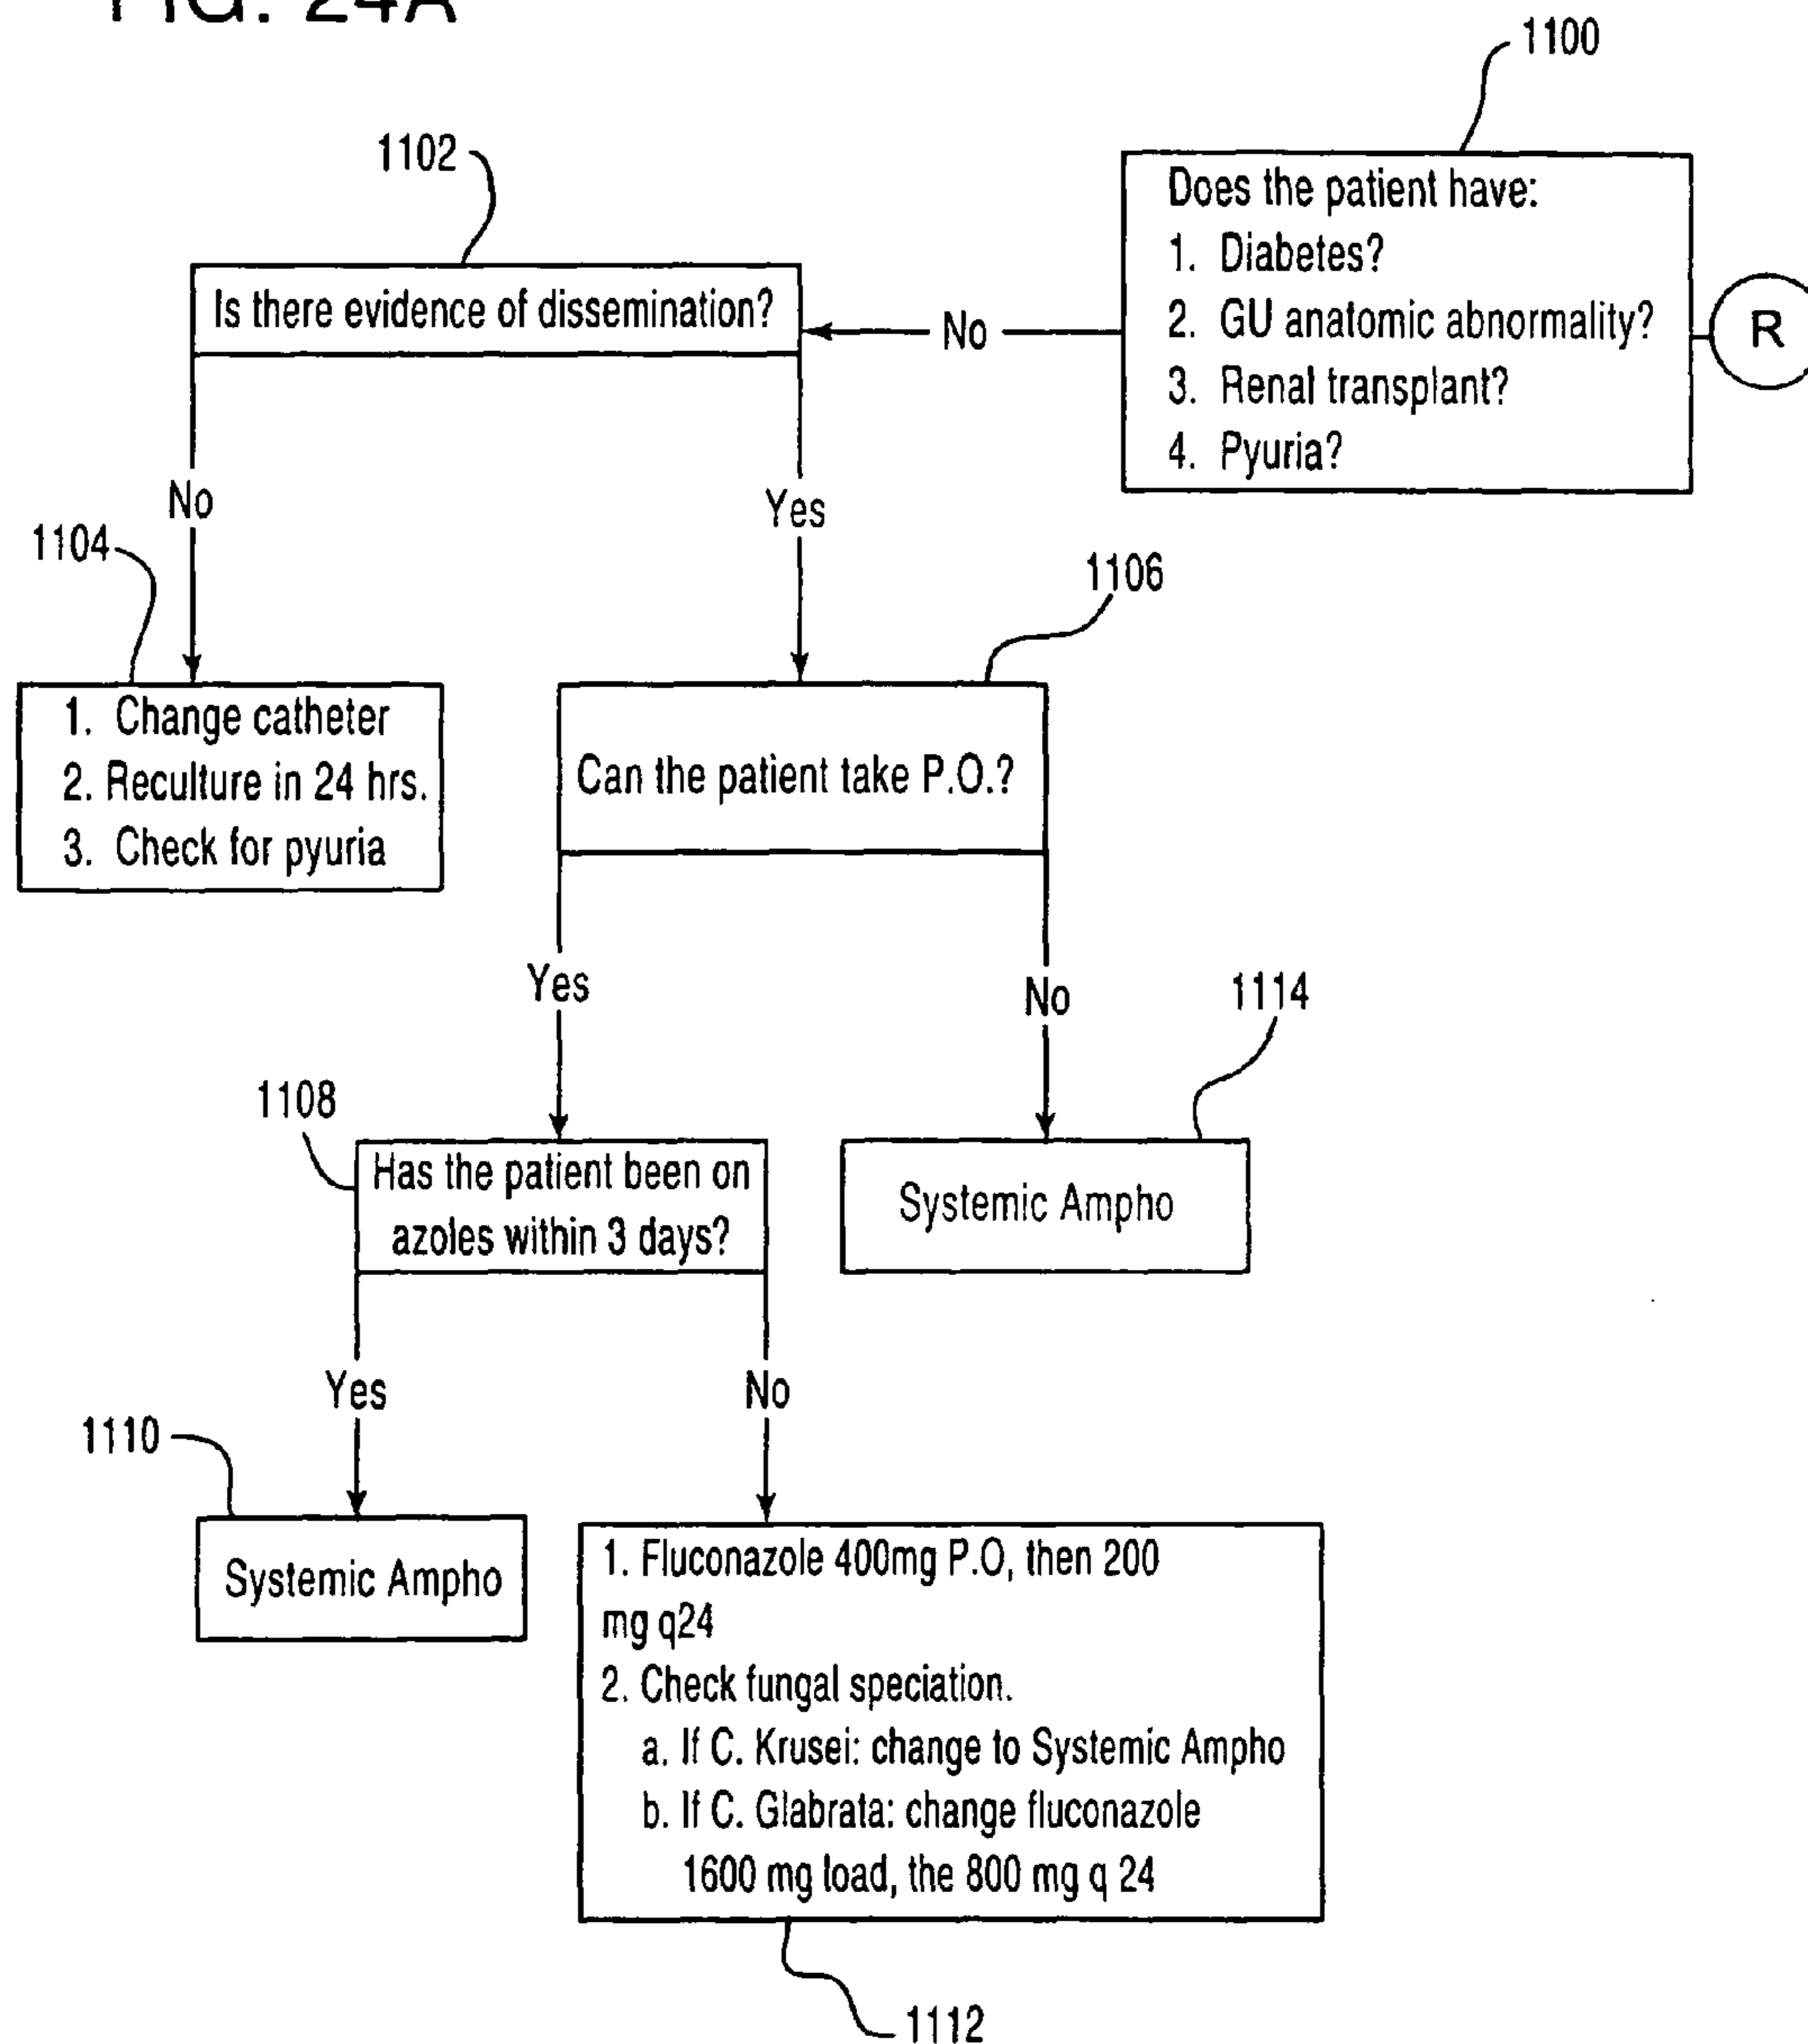 FIG. 24A
1100
1102
Does the patient have:
1. Diabetes?
2. GU anatomic abnormality?
3. Renal transplant?
4. Pyuria?
R
Is there evidence of dissemination?
No
No
Yes
1104
1106
1. Change catheter
2. Reculture in 24 hrs.
3. Check for pyuria
Can the patient take P.O.?
Yes
No
1114
1108
Has the patient been on
azoles within 3 days?
Systemic Ampho
Yes
No
1110
Systemic Ampho
1. Fluconazole 400mg P.O, then 200
mg q24
2. Check fungal speciation.
a. If C. Krusei: change to Systemic Ampho
b. If C. Glabrata: change fluconazole
1600 mg load, the 800 mg q 24
1112